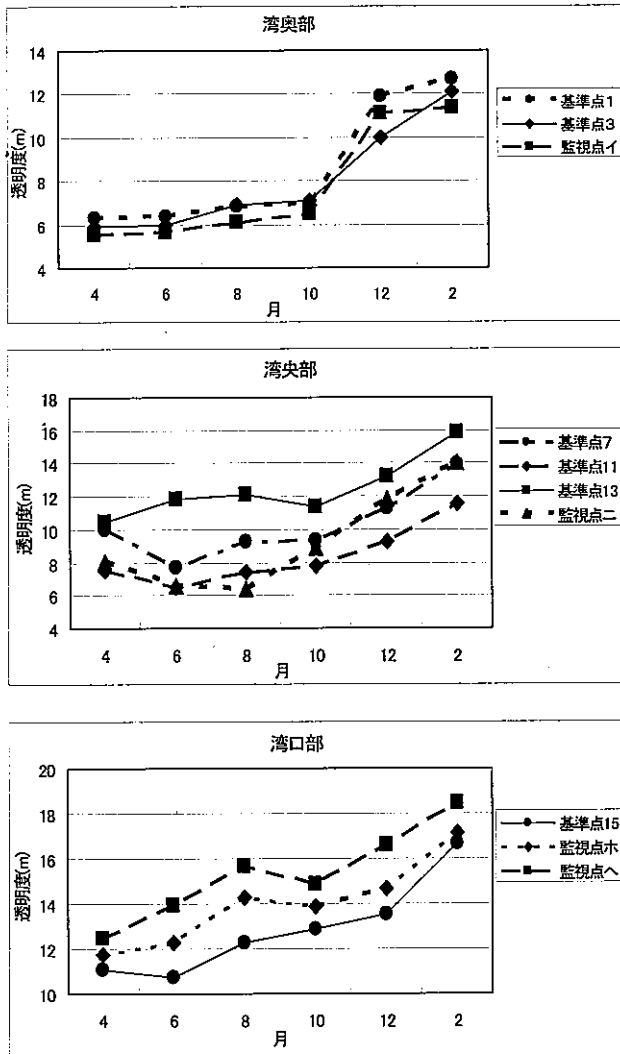 湾奥部
14
12
10
8
6
4
透明度(m)
4 6 8 10 12 2
月
基準点1
基準点3
監視点イ
湾央部
18
16
14
12
10
8
6
4
透明度(m)
4 6 8 10 12 2
月
基準点7
基準点11
基準点13
監視点ニ
湾口部
20
18
16
14
12
10
透明度(m)
4 6 8 10 12 2
月
基準点15
監視点ホ
監視点ヘ